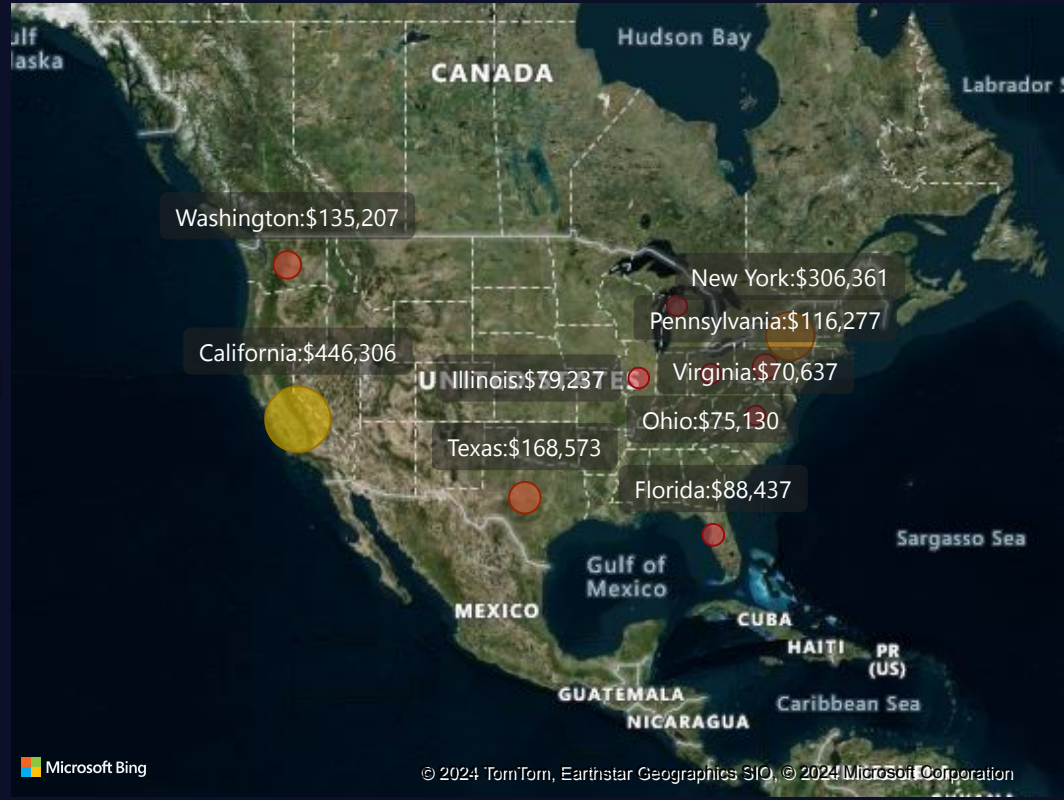 ulf
laska
Hudson Bay
CANADA
Labrador S
Washington:$135,207
New York:$306,361
Pennsylvania:$116,277
California:$446,306
Virginia:$70,637
Illinois:$79,237
Ohio:$75,130
Texas:$168,573
Florida:$88,437
Sargasso Sea
Gulf of
Mexico
MEXICO
CUBA
HAITI
PR
(US)
GUATEMALA
Caribbean Sea
NICARAGUA
Microsoft Bing
© 2024 TomTom, Earthstar Geographics SIO, © 2024 Microsoft Corporation